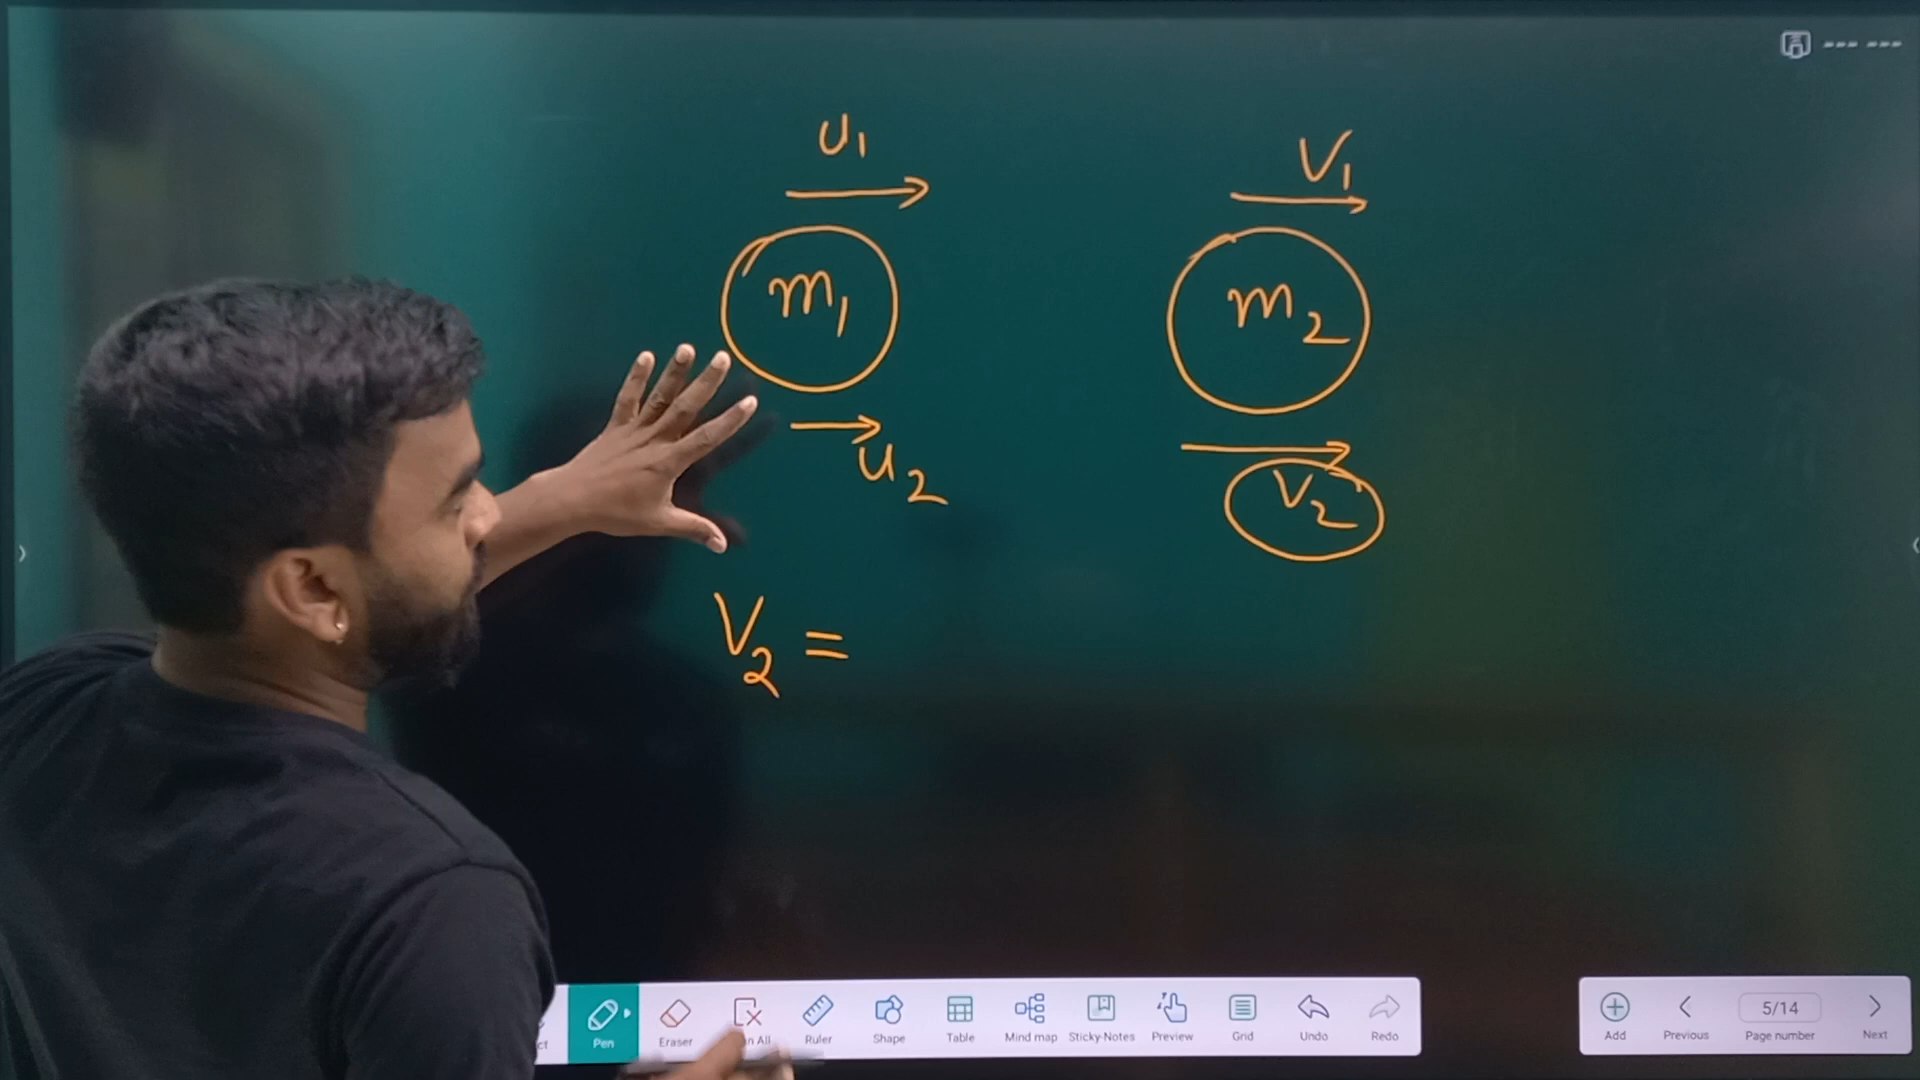 u₁
V₁
m₁
m₂
u₂
V₂
V₂ =
Pen
Eraser
Ruler
Shape
Table
Mind map
Sticky-Notes
Preview
Grid
Undo
Redo
Add
Previous
5/14
Page number
Next